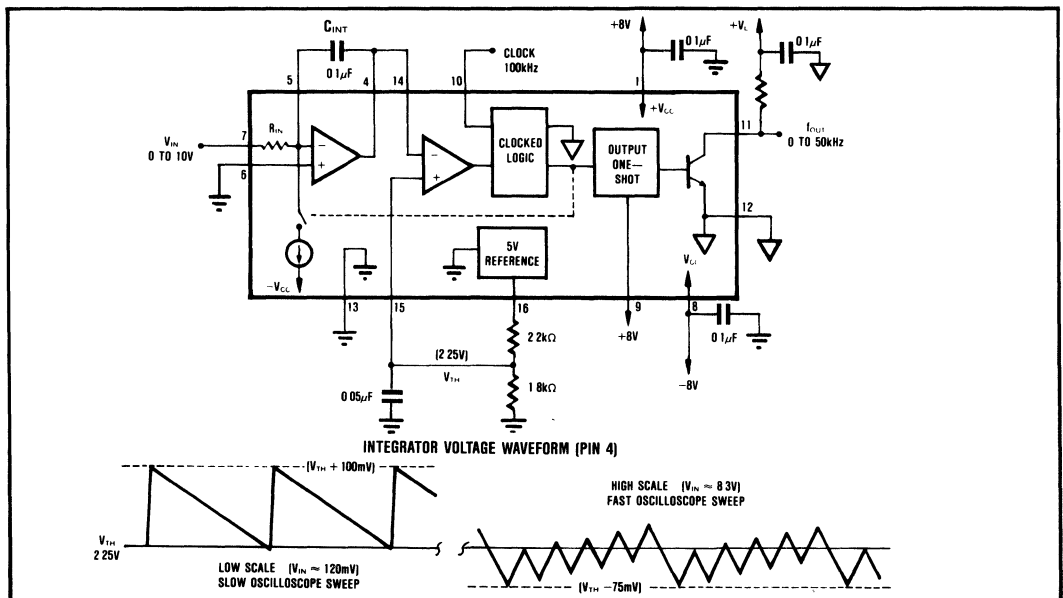 C_INT
0 1µF
5
4
14
10
CLOCK
100kHz
+8V
0 1µF
1
+V_CC
+V_L
0 1µF
V_IN
0 TO 10V
7
R_IN
6
−
+
−
+
CLOCKED
LOGIC
OUTPUT
ONE—
SHOT
11
f_OUT
0 TO 50kHz
12
−V_CC
5V
REFERENCE
13
15
16
9
8
+8V
0 1µF
−8V
2 2kΩ
(2 25V)
V_TH
1 8kΩ
0 05µF
INTEGRATOR VOLTAGE WAVEFORM (PIN 4)
(V_TH + 100mV)
V_TH
2 25V
LOW SCALE (V_IN ≈ 120mV)
SLOW OSCILLOSCOPE SWEEP
HIGH SCALE (V_IN ≈ 8 3V)
FAST OSCILLOSCOPE SWEEP
(V_TH −75mV)